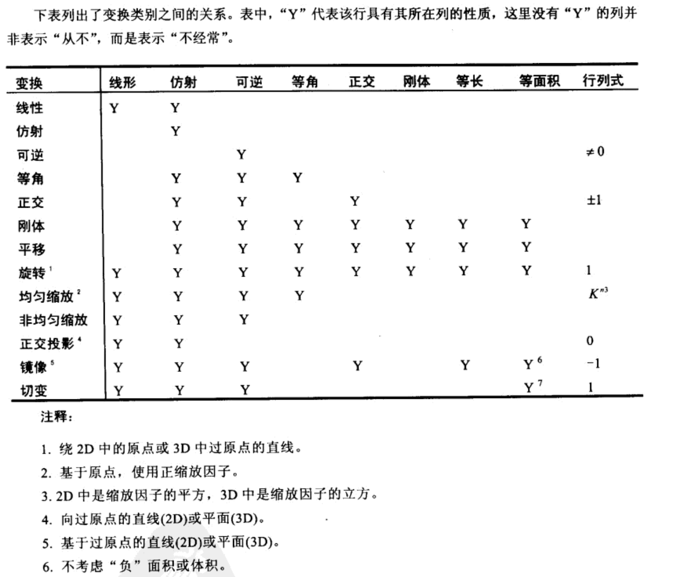 下表列出了变换类别之间的关系。表中，“Y”代表该行具有其所在列的性质，这里没有“Y”的列并
非表示“从不”，而是表示“不经常”。
变换 线形 仿射 可逆 等角 正交 刚体 等长 等面积 行列式
线性 Y Y
仿射 Y
可逆 Y ≠0
等角 Y Y Y
正交 Y Y Y ±1
刚体 Y Y Y Y Y Y Y
平移 Y Y Y Y Y Y Y
旋转¹ Y Y Y Y Y Y Y Y 1
均匀缩放² Y Y Y Y Kⁿ³
非均匀缩放 Y Y Y
正交投影⁴ Y Y 0
镜像⁵ Y Y Y Y Y Y⁶ -1
切变 Y Y Y Y⁷ 1
注释：
1. 绕 2D 中的原点或 3D 中过原点的直线。
2. 基于原点，使用正缩放因子。
3. 2D 中是缩放因子的平方，3D 中是缩放因子的立方。
4. 向过原点的直线(2D)或平面(3D)。
5. 基于过原点的直线(2D)或平面(3D)。
6. 不考虑“负”面积或体积。